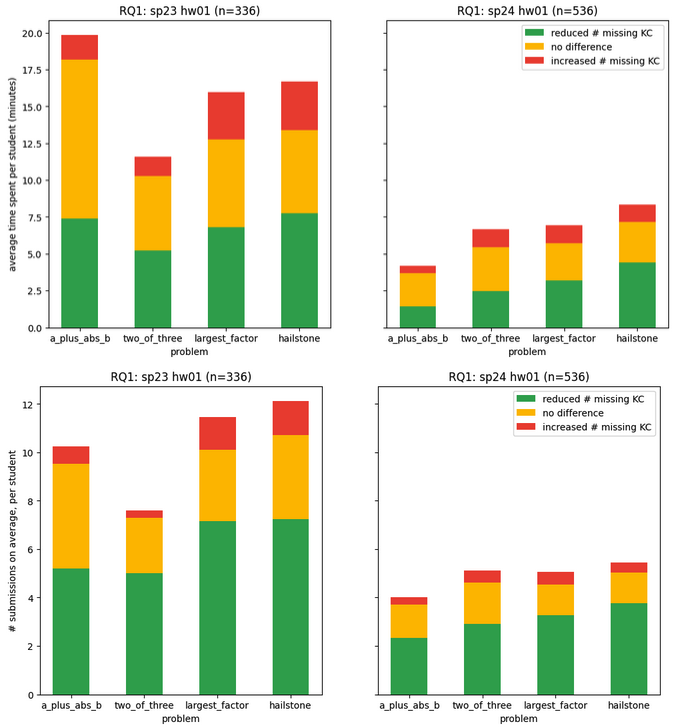 RQ1: sp23 hw01 (n=336)
RQ1: sp24 hw01 (n=536)
average time spent per student (minutes)
20.0
17.5
15.0
12.5
10.0
7.5
5.0
2.5
0.0
reduced # missing KC
no difference
increased # missing KC
a_plus_abs_b two_of_three largest_factor hailstone
problem
a_plus_abs_b two_of_three largest_factor hailstone
problem
RQ1: sp23 hw01 (n=336)
RQ1: sp24 hw01 (n=536)
# submissions on average, per student
12
10
8
6
4
2
0
reduced # missing KC
no difference
increased # missing KC
a_plus_abs_b two_of_three largest_factor hailstone
problem
a_plus_abs_b two_of_three largest_factor hailstone
problem